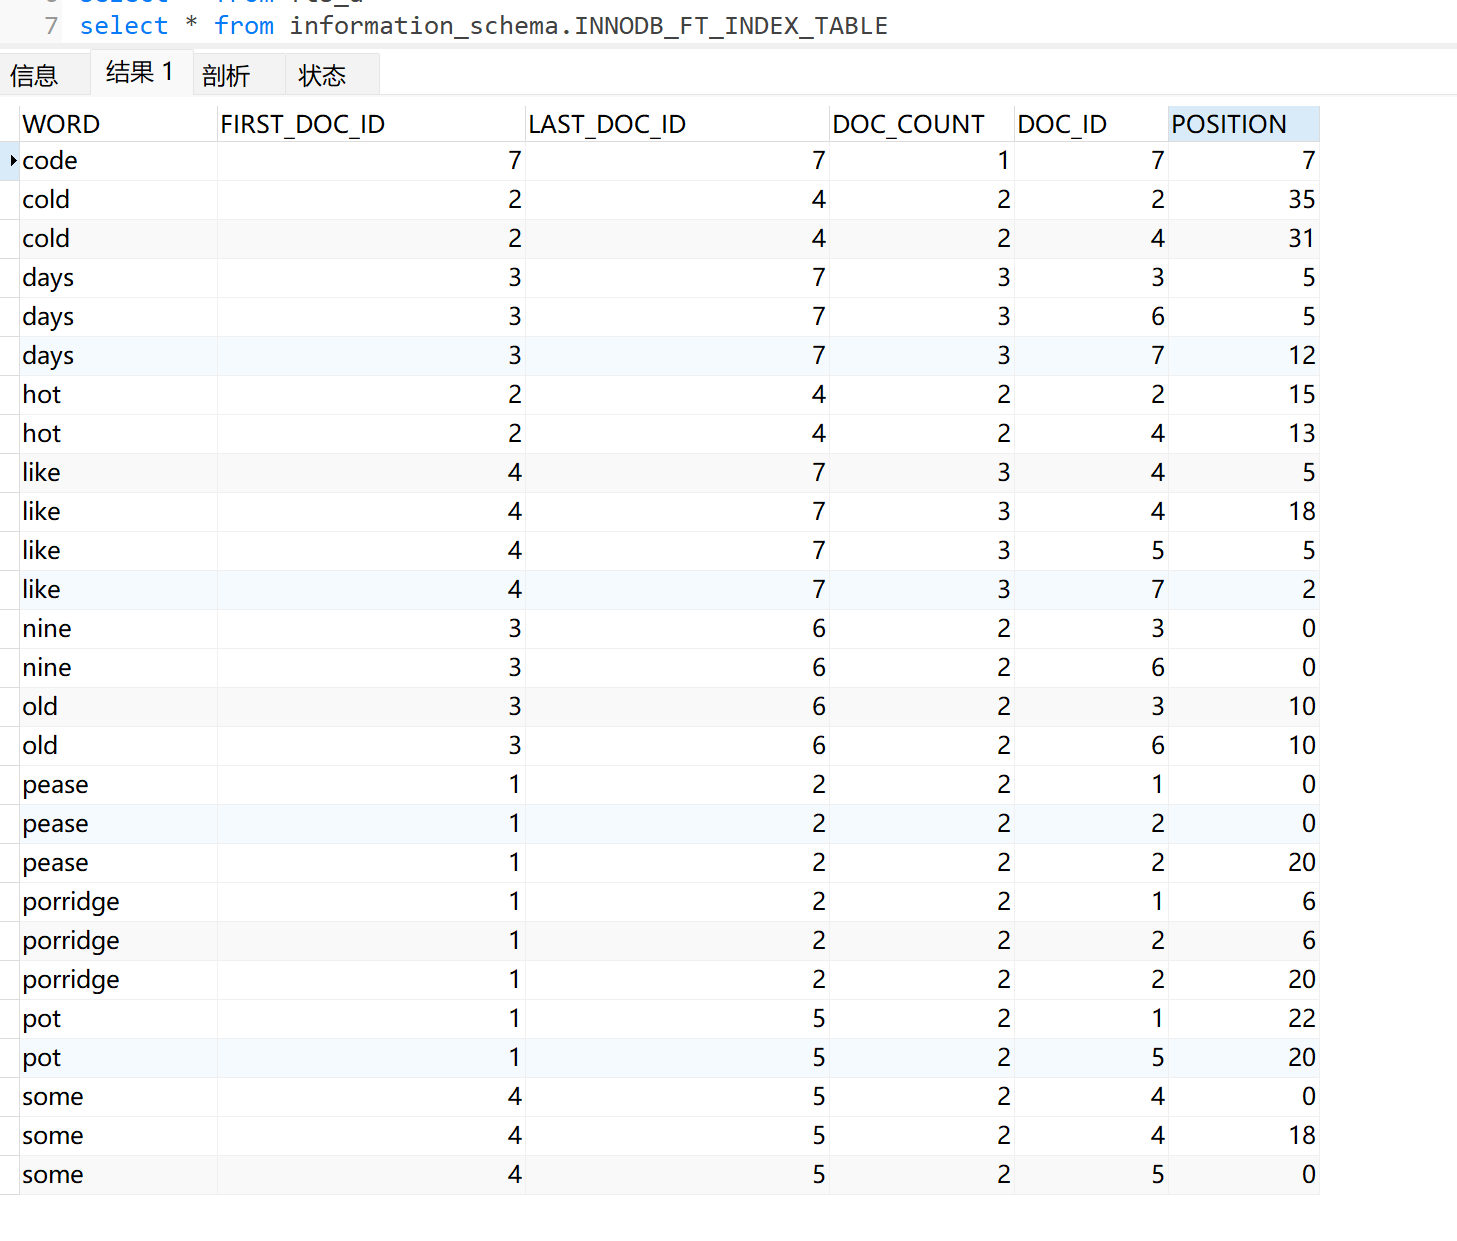 select * from fts_a
7 select * from information_schema.INNODB_FT_INDEX_TABLE
信息 结果 1 剖析 状态
WORD FIRST_DOC_ID LAST_DOC_ID DOC_COUNT DOC_ID POSITION
code 7 7 1 7 7
cold 2 4 2 2 35
cold 2 4 2 4 31
days 3 7 3 3 5
days 3 7 3 6 5
days 3 7 3 7 12
hot 2 4 2 2 15
hot 2 4 2 4 13
like 4 7 3 4 5
like 4 7 3 4 18
like 4 7 3 5 5
like 4 7 3 7 2
nine 3 6 2 3 0
nine 3 6 2 6 0
old 3 6 2 3 10
old 3 6 2 6 10
pease 1 2 2 1 0
pease 1 2 2 2 0
pease 1 2 2 2 20
porridge 1 2 2 1 6
porridge 1 2 2 2 6
porridge 1 2 2 2 20
pot 1 5 2 1 22
pot 1 5 2 5 20
some 4 5 2 4 0
some 4 5 2 4 18
some 4 5 2 5 0